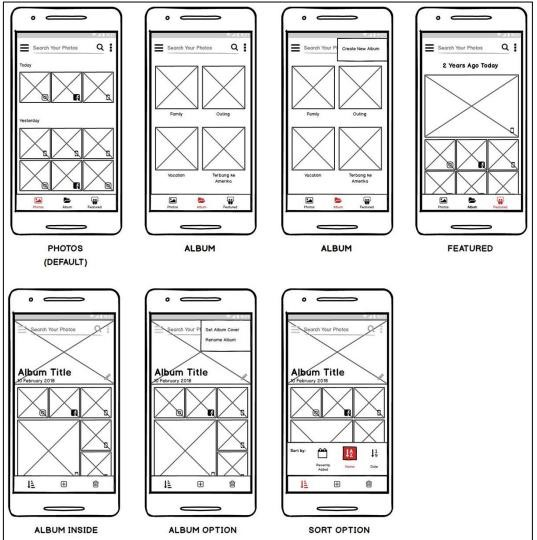 Search Your Photos
Today
Yesterday
Photos
Album
Featured
PHOTOS
(DEFAULT)
Search Your Photos
Family
Outing
Vacation
Terbang ke
Amerika
Photos
Album
Featured
ALBUM
Search Your Ph
Create New Album
Family
Outing
Vacation
Terbang ke
Amerika
Photos
Album
Featured
ALBUM
Search Your Photos
2 Years Ago Today
Photos
Album
Featured
FEATURED
Search Your Photos
Album Title
10 February 2018
ALBUM INSIDE
Search Your P
Set Album Cover
Rename Album
Album Title
10 February 2018
ALBUM OPTION
Search Your Photos
Album Title
10 February 2018
Sort by:
Recently
Added
Name
Date
SORT OPTION